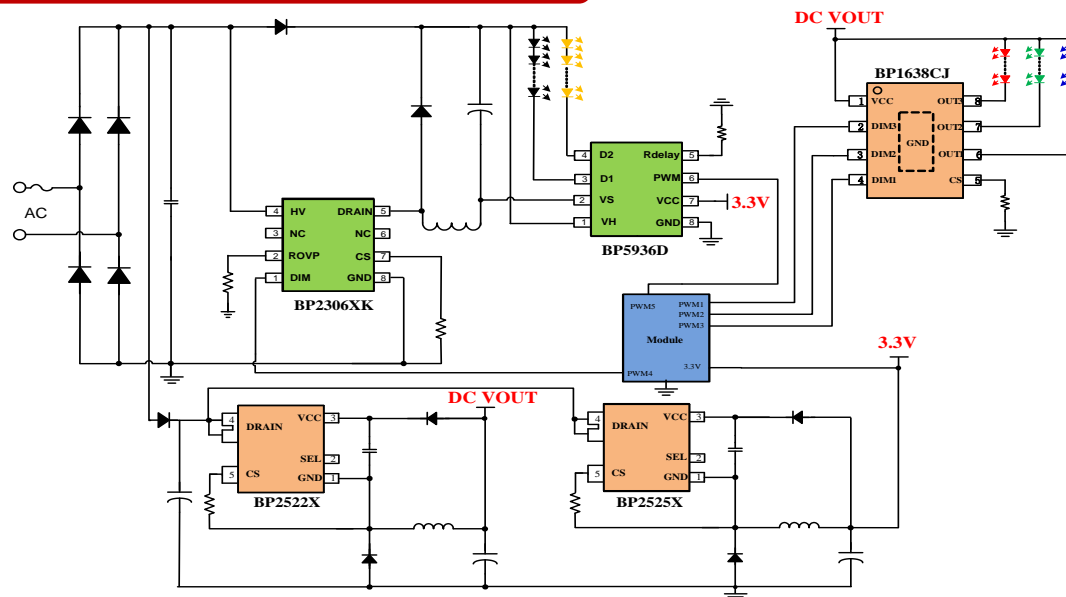 DC VOUT
BP1638CJ
1 VCC OUT3 8
2 DIM3 OUT2 7
GND
3 DIM2 OUT1 6
4 DIM1 CS 5
4 D2 Rdelay 5
3 D1 PWM 6
2 VS VCC 7
3.3V
1 VH GND 8
BP5936D
AC
4 HV DRAIN 5
3 NC NC 6
2 ROVP CS 7
1 DIM GND 8
BP2306XK
PWM5 PWM1
PWM2
PWM3
Module
3.3V
PWM4
3.3V
DC VOUT
4 DRAIN VCC 3
SEL 2
5 CS GND 1
BP2522X
4 DRAIN VCC 3
SEL 2
5 CS GND 1
BP2525X